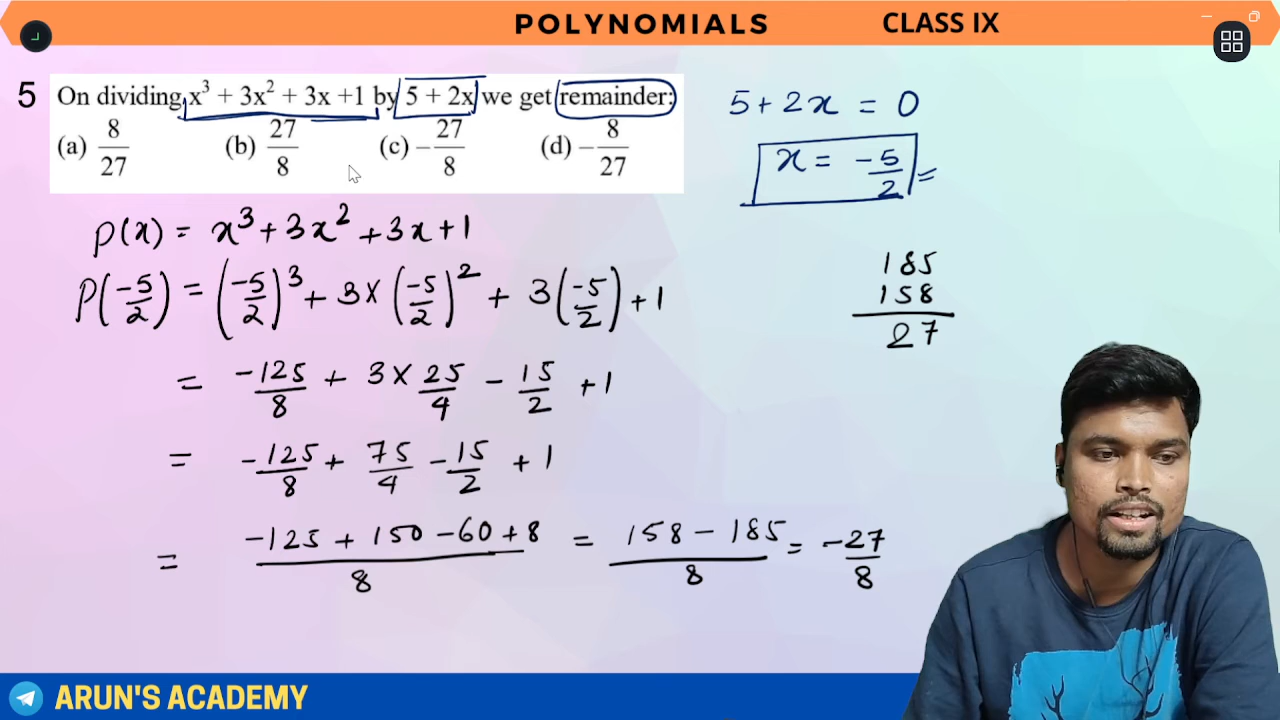 POLYNOMIALS CLASS IX
5 On dividing x³ + 3x² + 3x +1 by 5 + 2x we get remainder:
(a) 8/27 (b) 27/8 (c) -27/8 (d) -8/27
5+2x = 0
x = -5/2 =
p(x) = x³+3x²+3x+1
P(-5/2) = (-5/2)³+ 3×(-5/2)² + 3(-5/2)+1
= -125/8 + 3×25/4 - 15/2 +1
= -125/8 + 75/4 -15/2 +1
= -125 + 150 -60 +8/8 = 158 - 185/8 = -27/8
185
158
27
ARUN'S ACADEMY